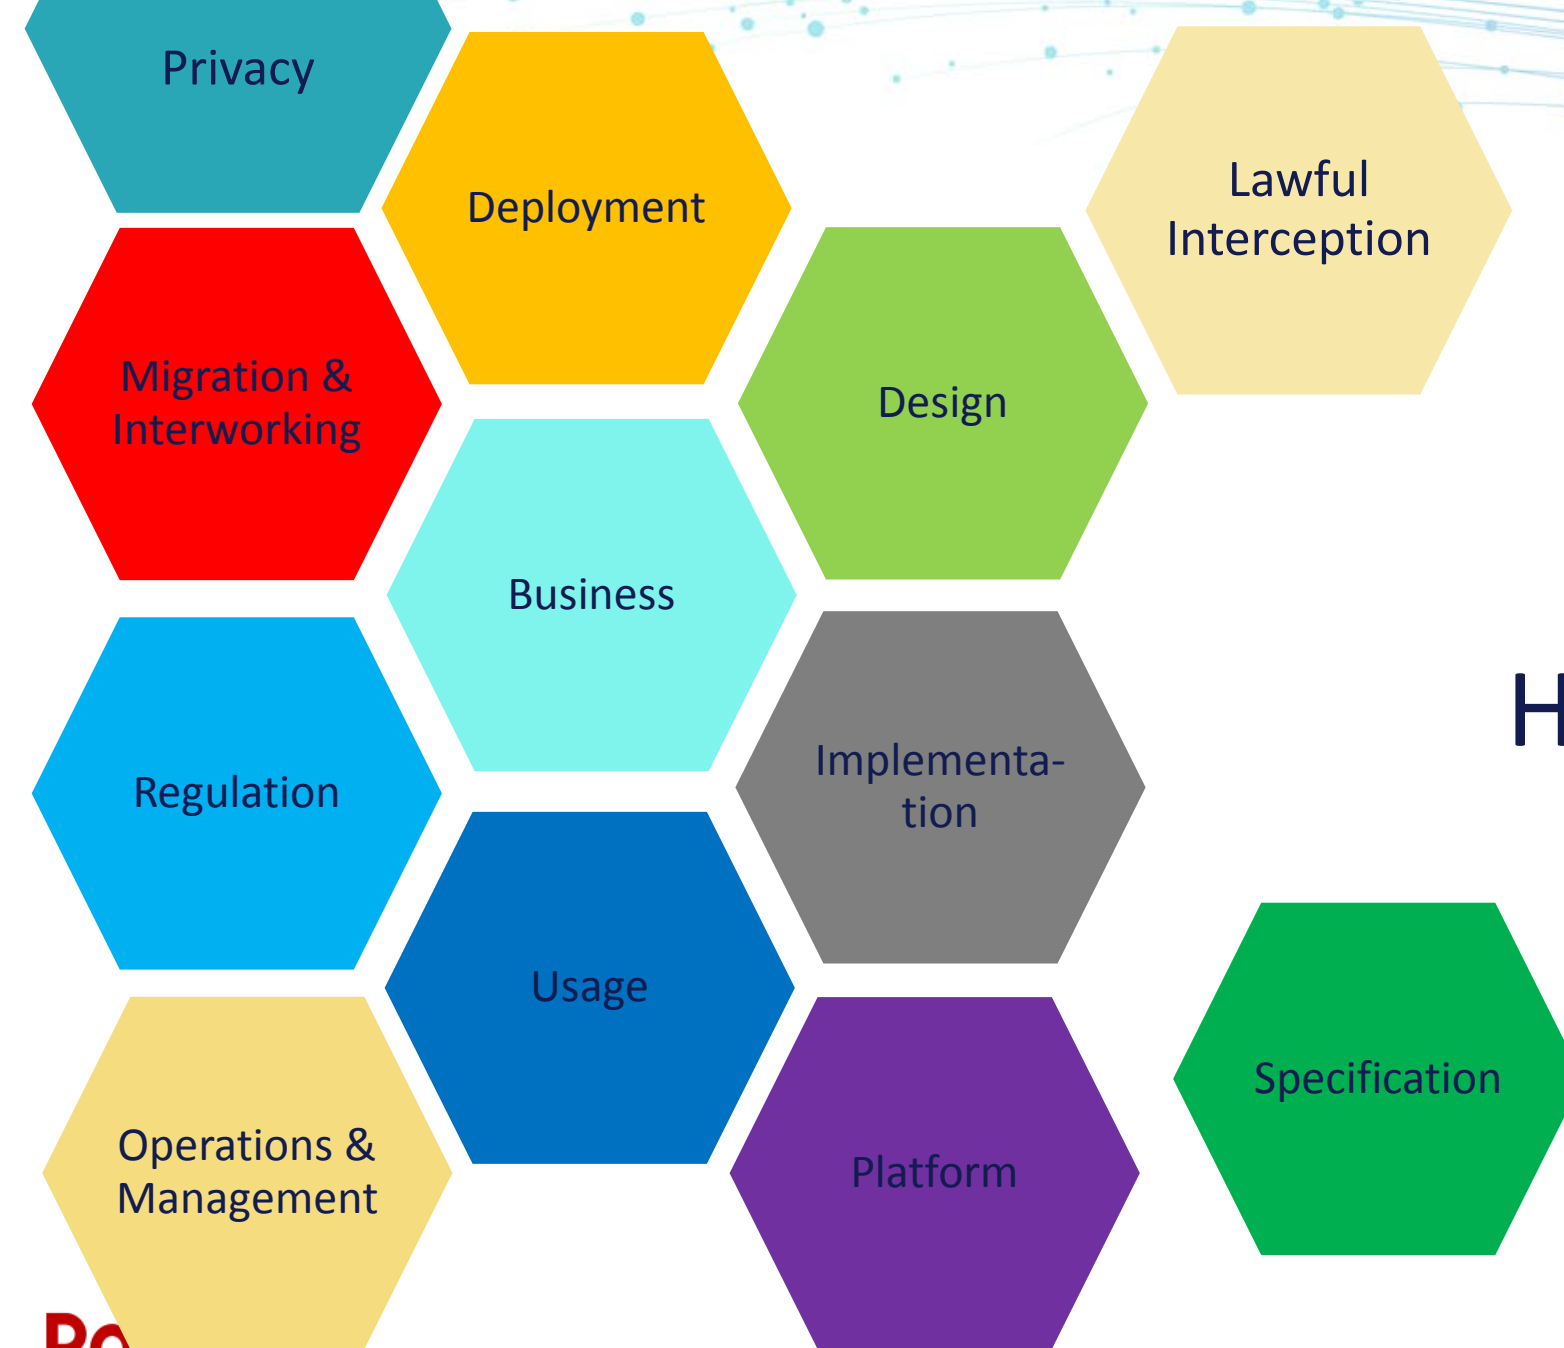 Privacy
Deployment
Lawful
Interception
Migration &
Interworking
Design
Business
Regulation
Implementa-
tion
Usage
Specification
Operations &
Management
Platform
H